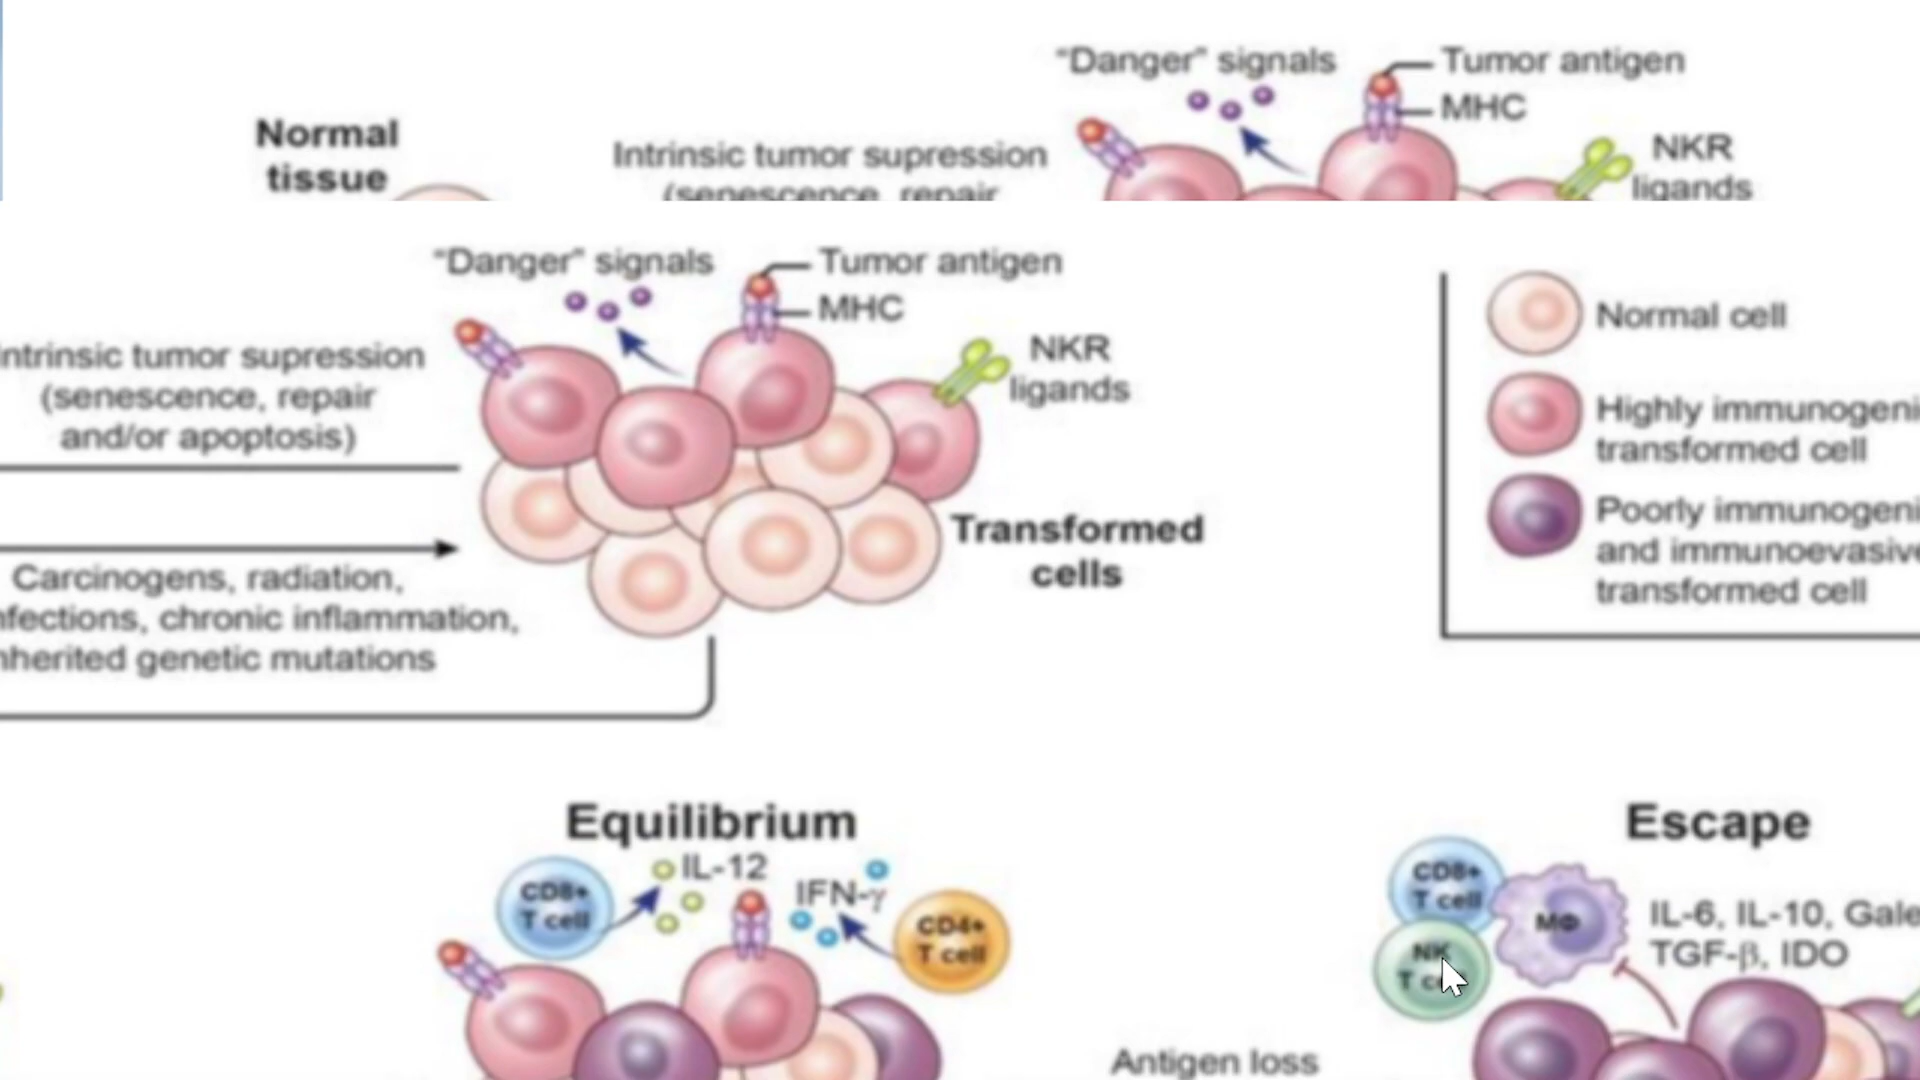 "Danger" signals
Tumor antigen
MHC
Normal
tissue
Intrinsic tumor supression
(senescence, repair
NKR
ligands
"Danger" signals
Tumor antigen
MHC
NKR
ligands
ntrinsic tumor supression
(senescence, repair
and/or apoptosis)
Carcinogens, radiation,
nfections, chronic inflammation,
nherited genetic mutations
Transformed
cells
Normal cell
Highly immunogeni
transformed cell
Poorly immunogeni
and immunoevasive
transformed cell
Equilibrium
IL-12
IFN-γ
CD8+
T cell
CD4+
T cell
Antigen loss
Escape
CD8+
T cell
MΦ
NK
T ce
IL-6, IL-10, Gale
TGF-β, IDO